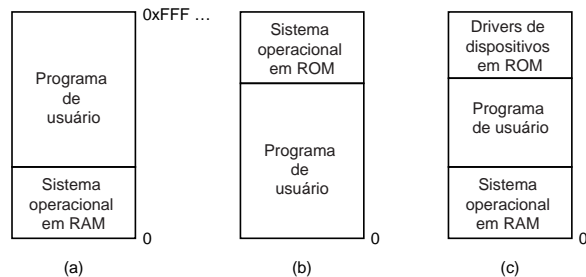 0xFFF ...
Programa
de
usuário
Sistema
operacional
em RAM
0
(a)
Sistema
operacional
em ROM
Programa
de
usuário
0
(b)
Drivers de
dispositivos
em ROM
Programa
de usuário
Sistema
operacional
em RAM
0
(c)